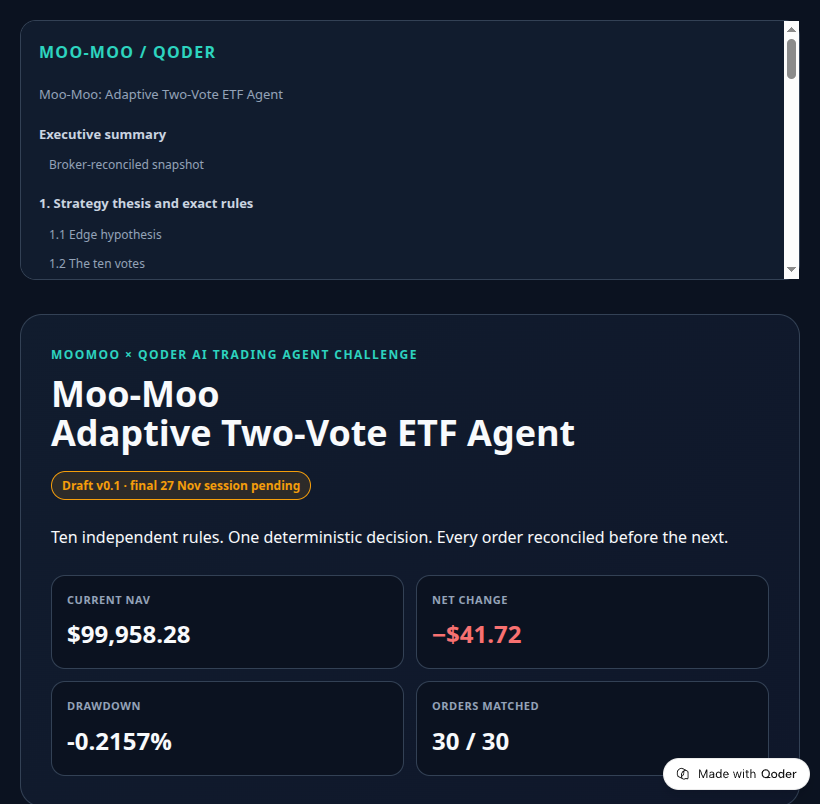 MOO-MOO / QODER
Moo-Moo: Adaptive Two-Vote ETF Agent
Executive summary
Broker-reconciled snapshot
1. Strategy thesis and exact rules
1.1 Edge hypothesis
1.2 The ten votes
MOOMOO × QODER AI TRADING AGENT CHALLENGE
Moo-Moo
Adaptive Two-Vote ETF Agent
Draft v0.1 · final 27 Nov session pending
Ten independent rules. One deterministic decision. Every order reconciled before the next.
CURRENT NAV
$99,958.28
NET CHANGE
−$41.72
DRAWDOWN
-0.2157%
ORDERS MATCHED
30 / 30
Made with Qoder